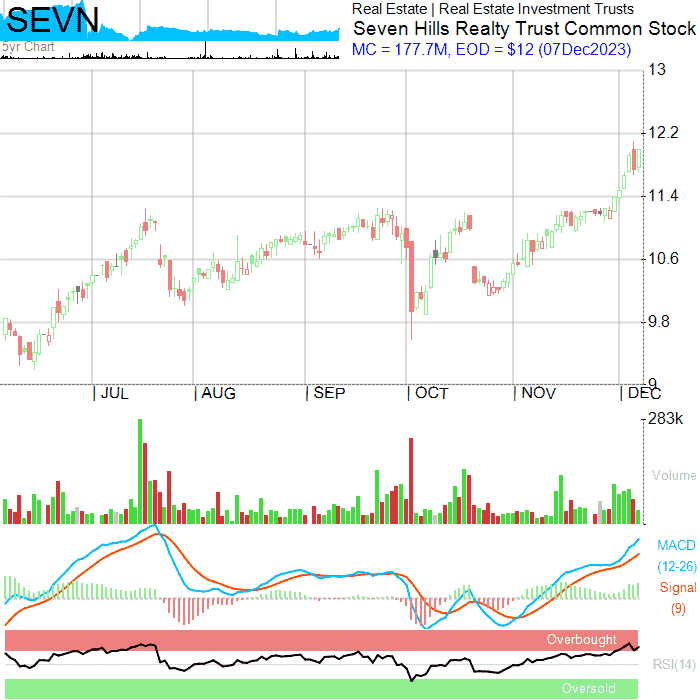 SEVN
5yr Chart
Real Estate | Real Estate Investment Trusts
Seven Hills Realty Trust Common Stock
MC = 177.7M, EOD = $12 (07Dec2023)
13
12.2
11.4
10.6
9.8
9
JUL
AUG
SEP
OCT
NOV
DEC
283k
Volume
MACD
(12-26)
Signal
(9)
Overbought
RSI(14)
Oversold